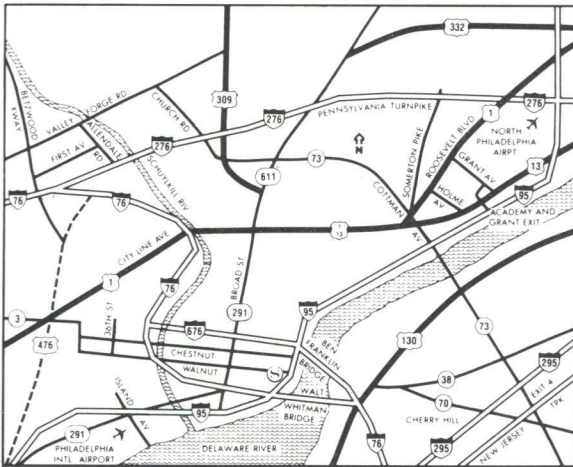 332
309
BETZWOOD
XWAY
VALLEY FORGE RD
CHURCH RD
276
PENNSYLVANIA TURNPIKE
1
276
NORTH
PHILADELPHIA
AIRPT
ALLENDALE
RD
FIRST AV
276
SCHUYLKILL RIV
611
73
N
SOMERTON PIKE
ROOSEVELT BLVD
GRANT AV
13
HOLME
AV
95
ACADEMY AND
GRANT EXIT
COTTMAN
AV
76
76
CITY LINE AVE
1
13
BROAD ST
1
76
291
95
3
36TH ST
676
CHESTNUT
WALNUT
S
BEN
FRANKLIN
BRIDGE
130
73
476
ISLAND
AV
95
WALT
WHITMAN
BRIDGE
38
70
EXIT 4
295
CHERRY HILL
291
PHILADELPHIA
INTL AIRPORT
DELAWARE RIVER
76
295
NEW JERSEY
TPK